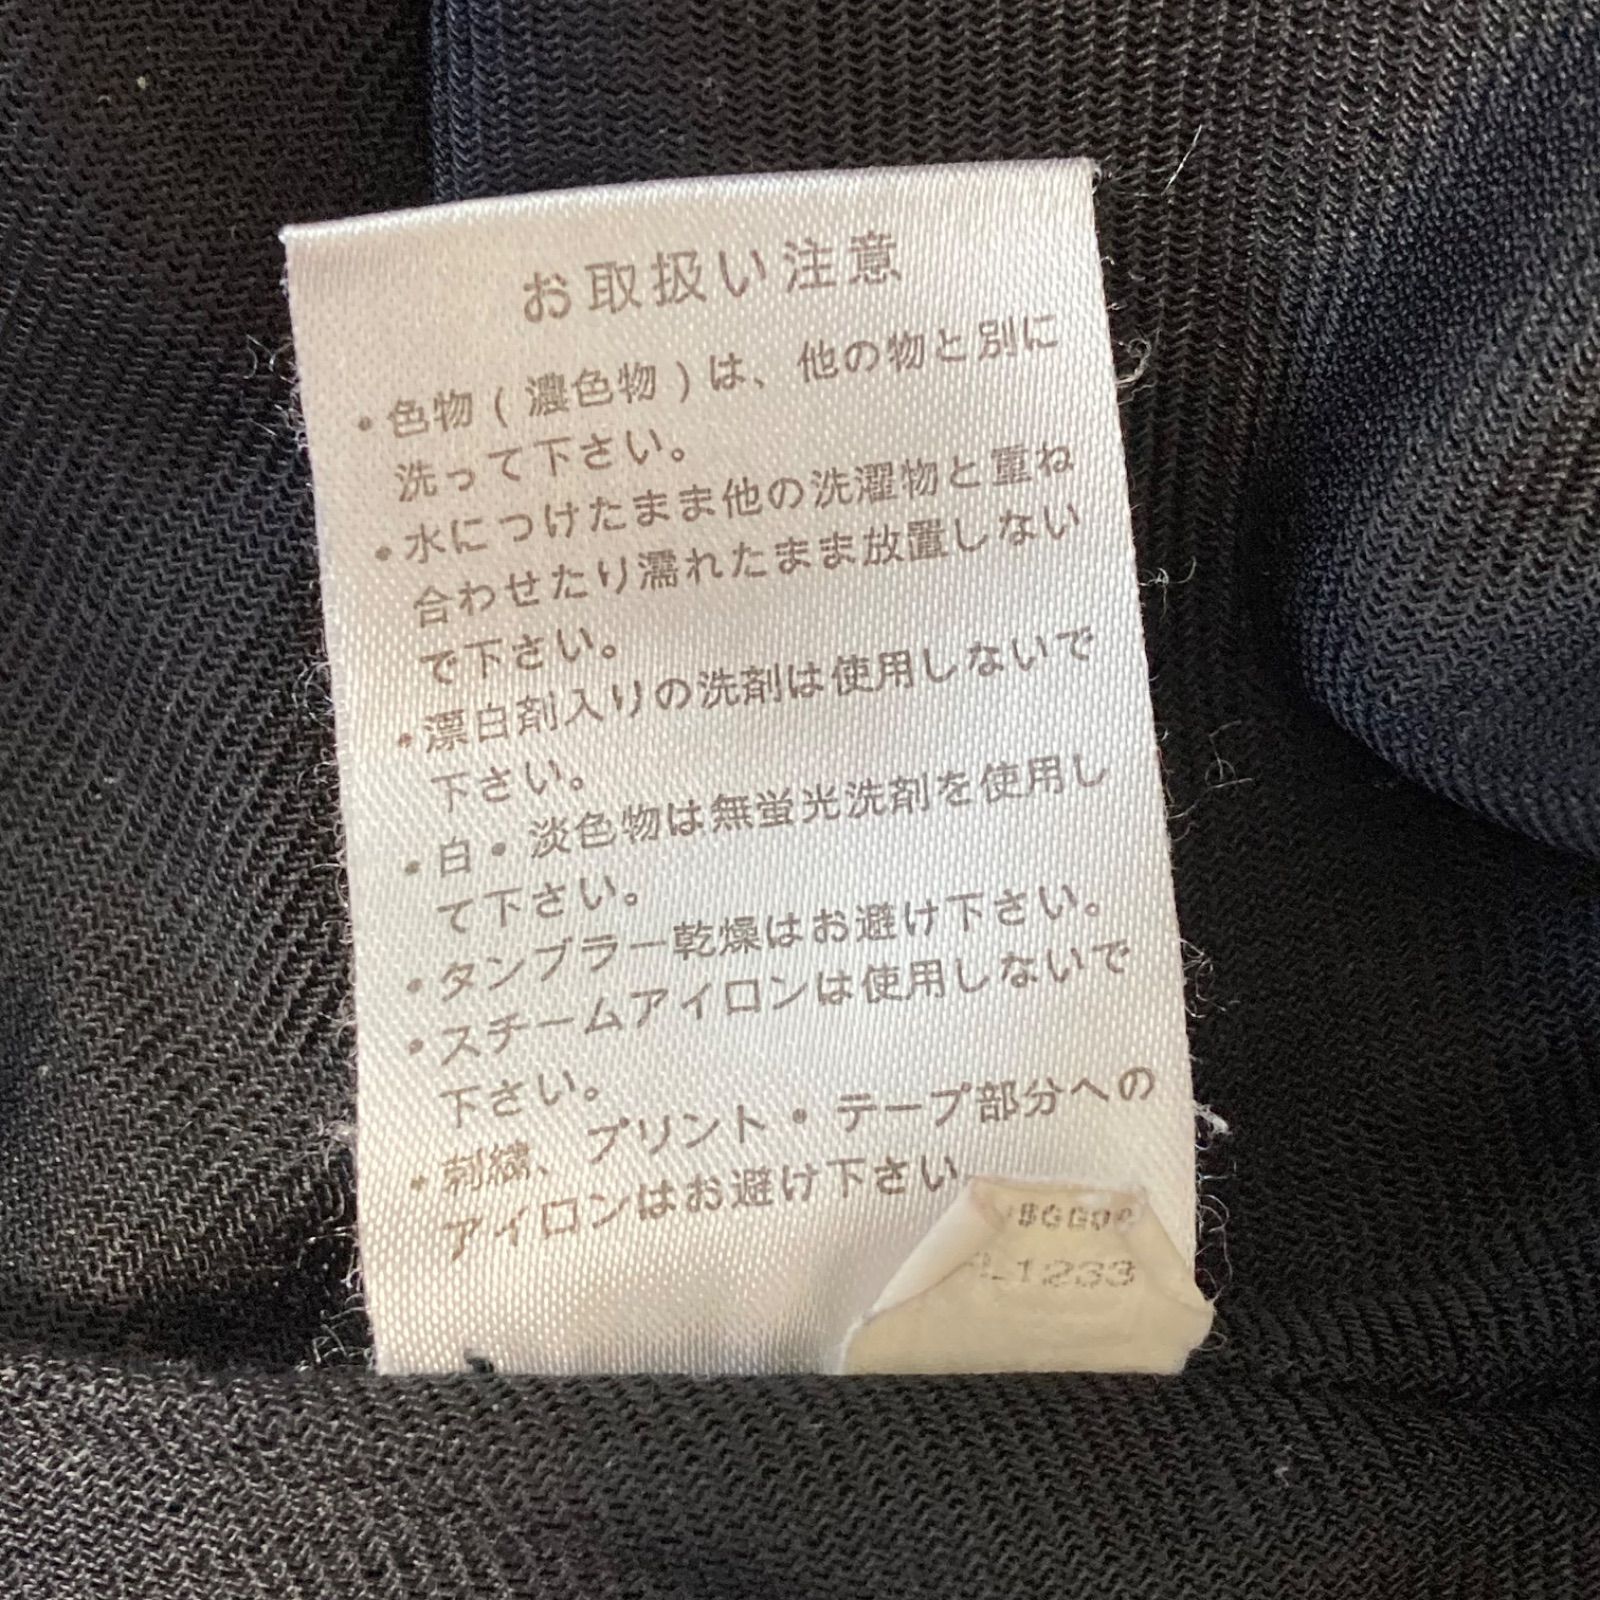 お取扱い注意
・色物(濃色物)は、他の物と別に
洗って下さい。
・水につけたまま他の洗濯物と重ね
合わせたり濡れたまま放置しない
で下さい。
・漂白剤入りの洗剤は使用しないで
下さい。
・白・淡色物は無蛍光洗剤を使用し
て下さい。
・タンブラー乾燥はお避け下さい。
・スチームアイロンは使用しないで
下さい。
・刺繍、プリント・テープ部分への
アイロンはお避け下さい
1233